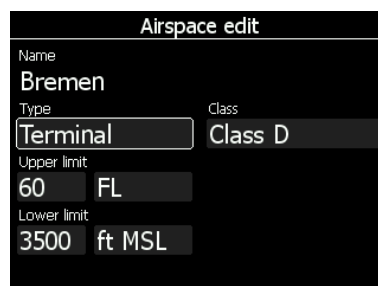 Airspace edit
Name
Bremen
Type Class
Terminal Class D
Upper limit
60 FL
Lower limit
3500 ft MSL